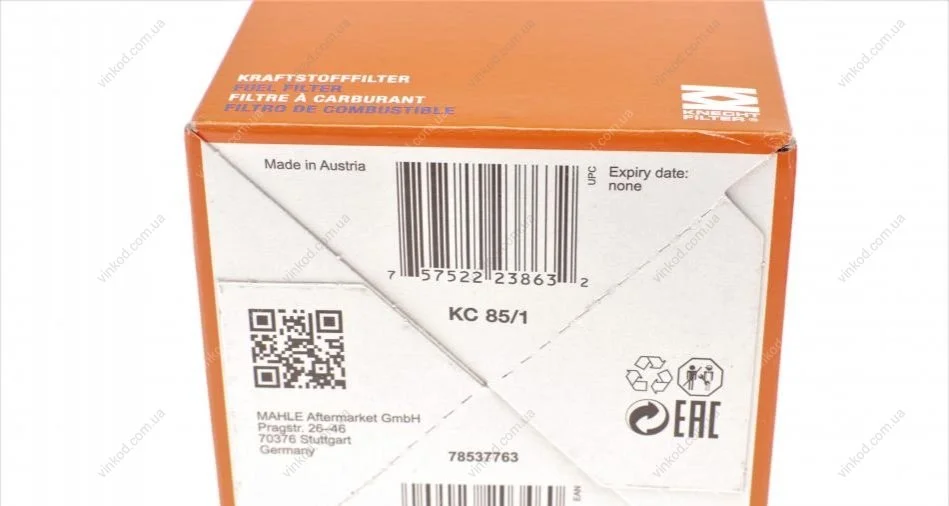 KRAFTSTOFFFILTER
FUEL FILTER
FILTRE À CARBURANT
FILTRO DE COMBUSTIBLE
KNECHT
FILTER®
Made in Austria
UPC
Expiry date:
none
7 57522 23863 2
KC 85/1
MAHLE Aftermarket GmbH
Pragstr. 26–46
70376 Stuttgart
Germany
EAC
78537763
EAN
vinkod.com.ua